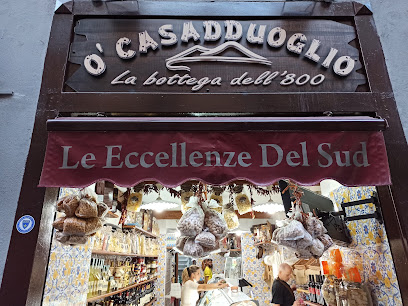 O' CASADDUOGLIO
La bottega dell'800
Le Eccellenze Del Sud